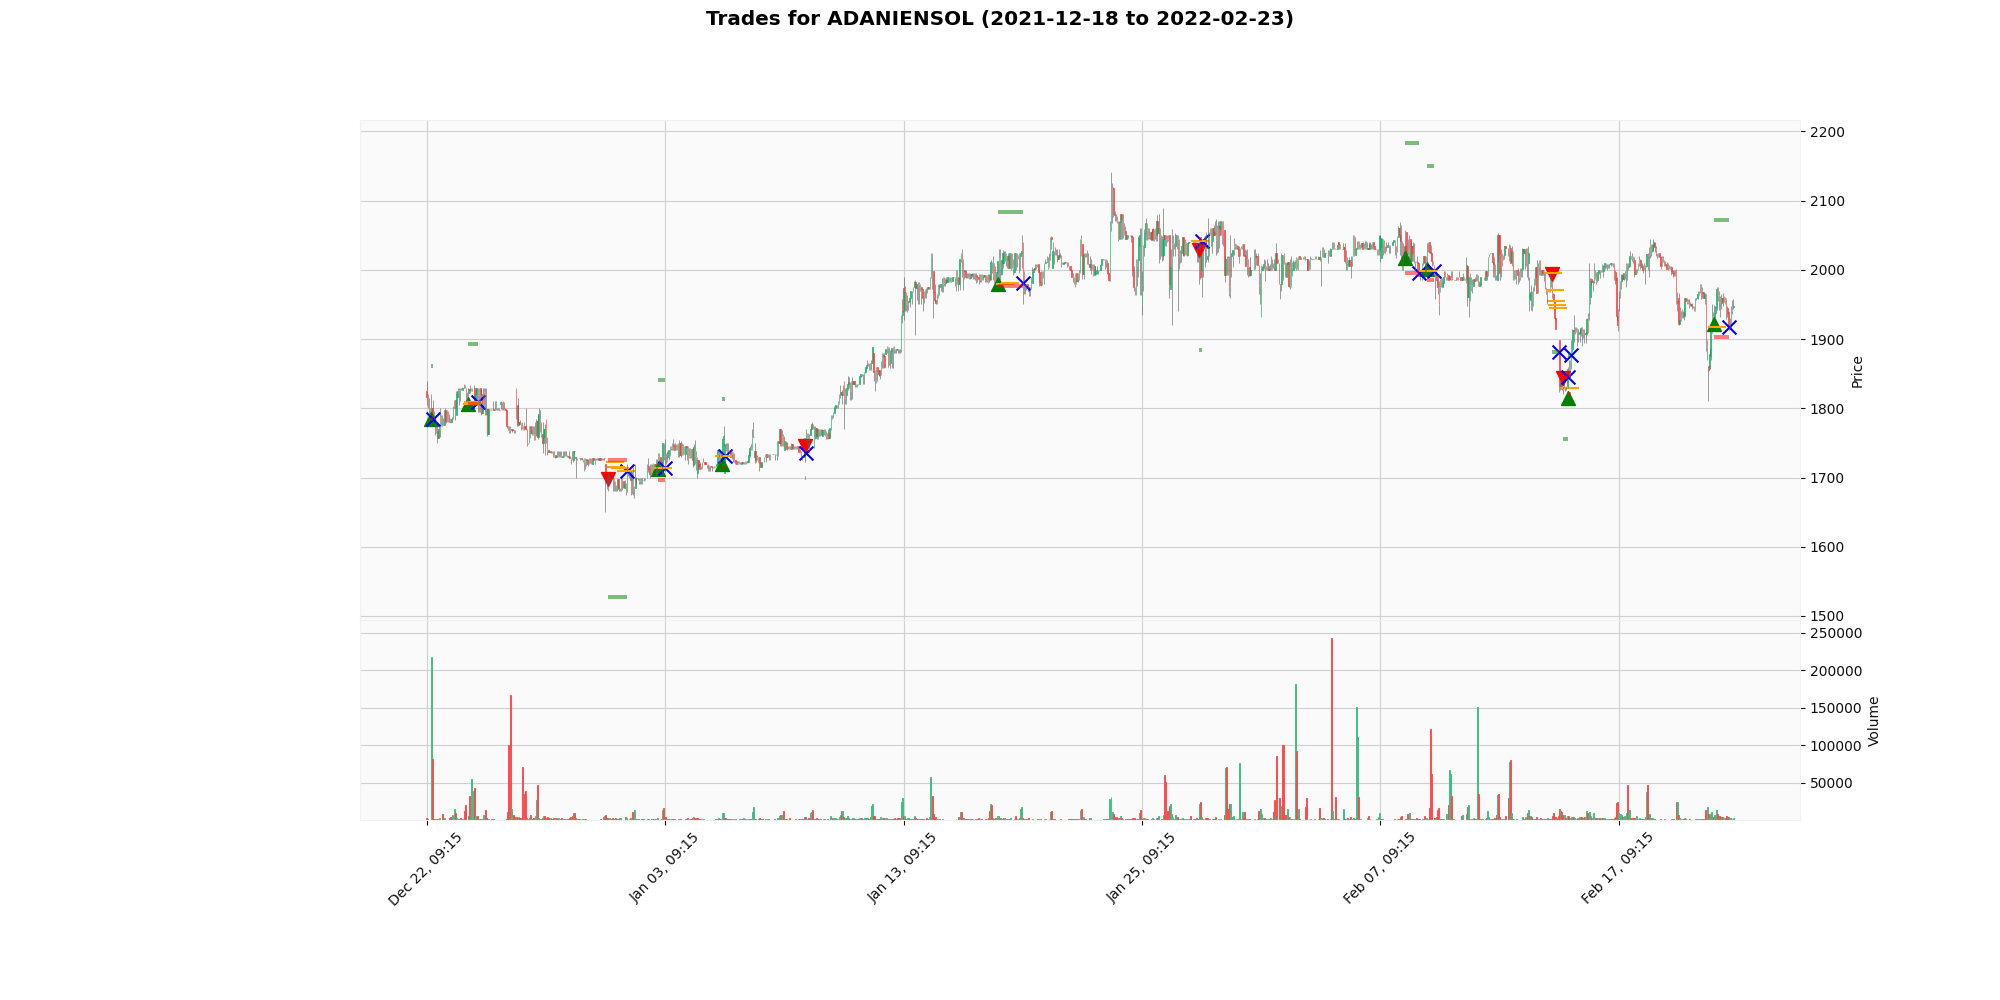 Trades for ADANIENSOL (2021-12-18 to 2022-02-23)
2200
2100
2000
1900
1800
1700
1600
1500
Price
250000
200000
150000
100000
50000
Volume
Dec 22, 09:15
Jan 03, 09:15
Jan 13, 09:15
Jan 25, 09:15
Feb 07, 09:15
Feb 17, 09:15